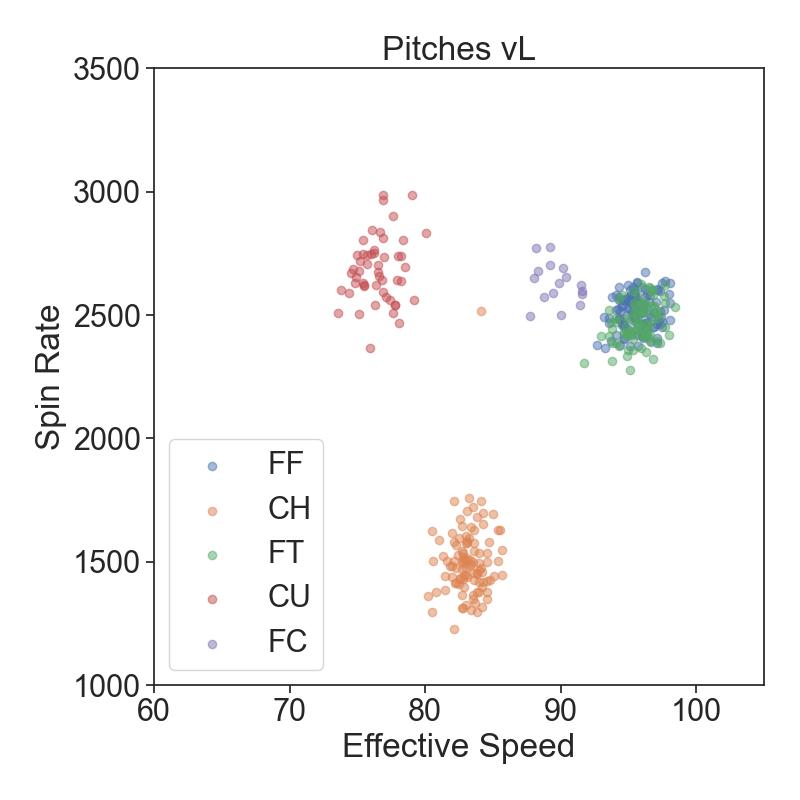 Pitches vL
3500
3000
2500
2000
1500
1000
Spin Rate
FF
CH
FT
CU
FC
60 70 80 90 100
Effective Speed